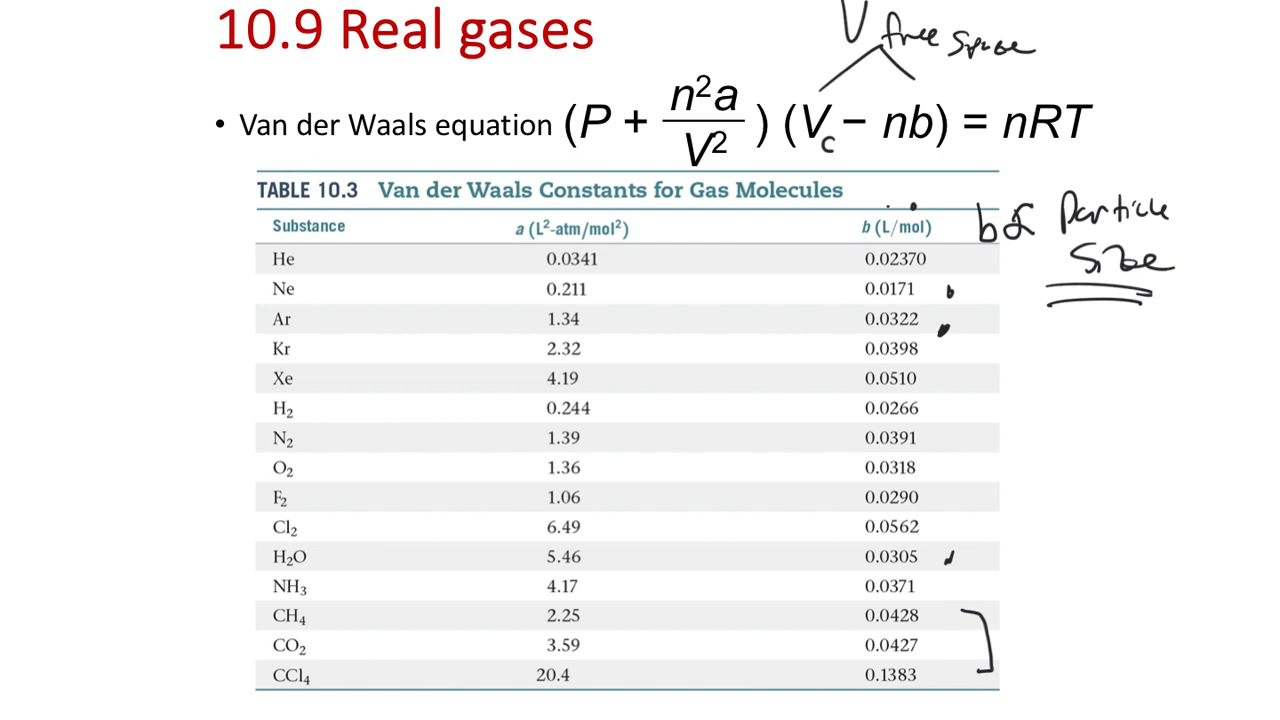 10.9 Real gases
V free space
• Van der Waals equation (P + n²a / V²) (Vc − nb) = nRT
TABLE 10.3 Van der Waals Constants for Gas Molecules
Substance a (L²-atm/mol²) b (L/mol)
b α Particle
Size
He 0.0341 0.02370
Ne 0.211 0.0171
Ar 1.34 0.0322
Kr 2.32 0.0398
Xe 4.19 0.0510
H₂ 0.244 0.0266
N₂ 1.39 0.0391
O₂ 1.36 0.0318
F₂ 1.06 0.0290
Cl₂ 6.49 0.0562
H₂O 5.46 0.0305
NH₃ 4.17 0.0371
CH₄ 2.25 0.0428
CO₂ 3.59 0.0427
CCl₄ 20.4 0.1383